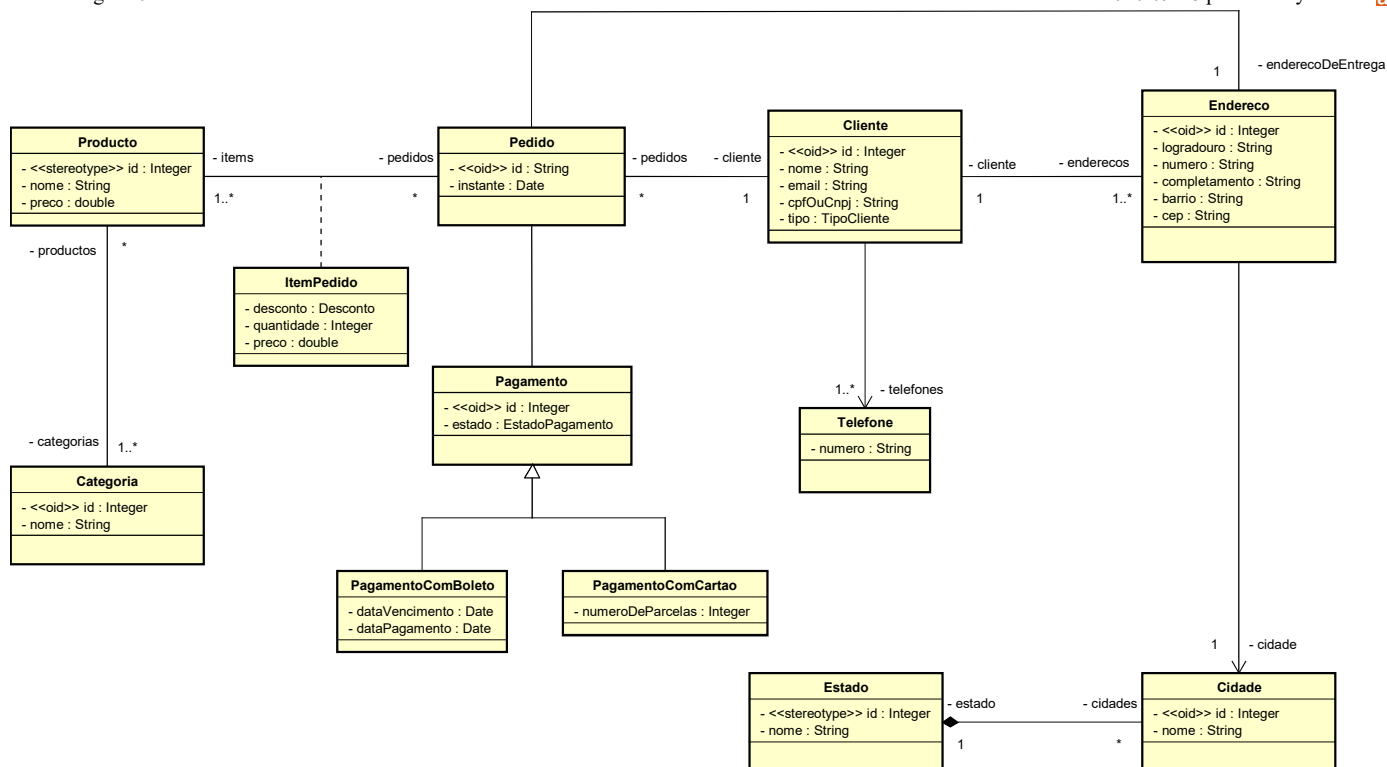 - enderecoDeEntrega
1
Producto
- <<stereotype>> id : Integer
- nome : String
- preco : double
- items
1..*
- pedidos
*
Pedido
- <<oid>> id : String
- instante : Date
- pedidos
*
- cliente
1
Cliente
- <<oid>> id : Integer
- nome : String
- email : String
- cpfOuCnpj : String
- tipo : TipoCliente
- cliente
1
- enderecos
1..*
Endereco
- <<oid>> id : Integer
- logradouro : String
- numero : String
- completamento : String
- barrio : String
- cep : String
- productos
*
ItemPedido
- desconto : Desconto
- quantidade : Integer
- preco : double
Pagamento
- <<oid>> id : Integer
- estado : EstadoPagamento
1..*
- telefones
Telefone
- numero : String
- categorias
1..*
Categoria
- <<oid>> id : Integer
- nome : String
PagamentoComBoleto
- dataVencimento : Date
- dataPagamento : Date
PagamentoComCartao
- numeroDeParcelas : Integer
1
- cidade
Estado
- <<stereotype>> id : Integer
- nome : String
- estado
1
- cidades
*
Cidade
- <<oid>> id : Integer
- nome : String